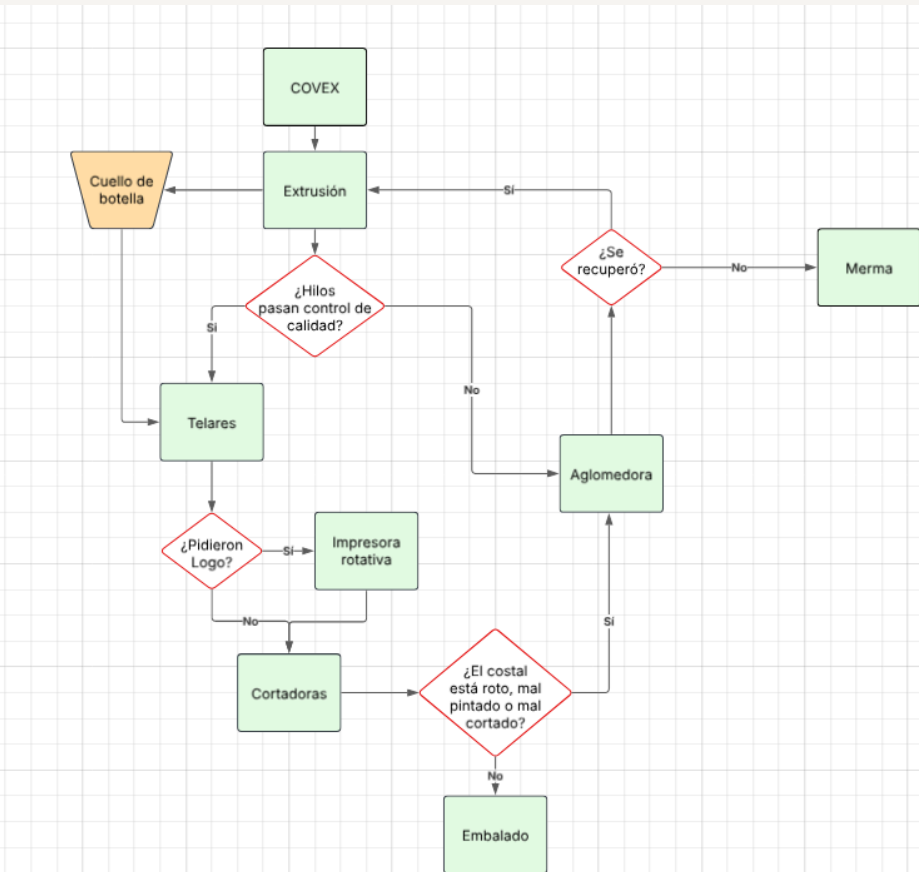 COVEX
Cuello de
botella
Extrusión
Sí
¿Se
recuperó?
No
Merma
¿Hilos
pasan control de
calidad?
Sí
No
Telares
Aglomedora
¿Pidieron
Logo?
Sí
Impresora
rotativa
No
Sí
Cortadoras
¿El costal
está roto, mal
pintado o mal
cortado?
No
Embalado